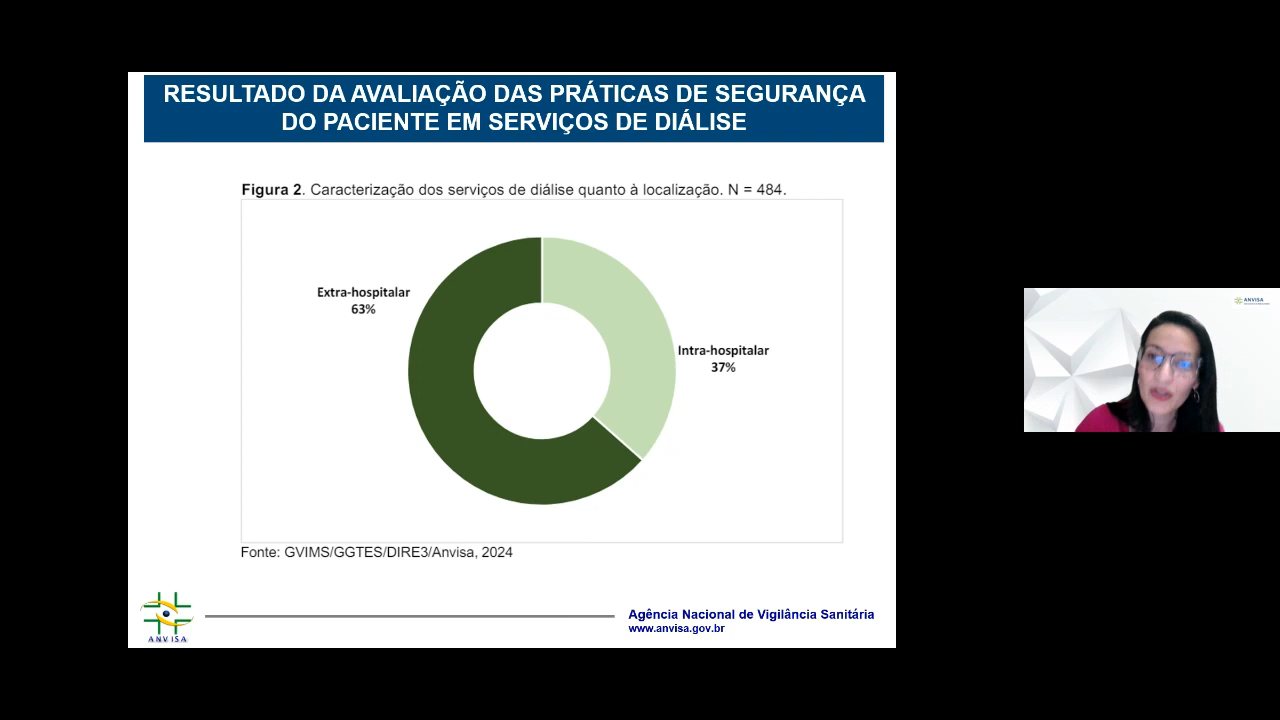 RESULTADO DA AVALIAÇÃO DAS PRÁTICAS DE SEGURANÇA
DO PACIENTE EM SERVIÇOS DE DIÁLISE
Figura 2. Caracterização dos serviços de diálise quanto à localização. N = 484.
Extra-hospitalar
63%
Intra-hospitalar
37%
Fonte: GVIMS/GGTES/DIRE3/Anvisa, 2024
ANVISA
Agência Nacional de Vigilância Sanitária
www.anvisa.gov.br
ANVISA